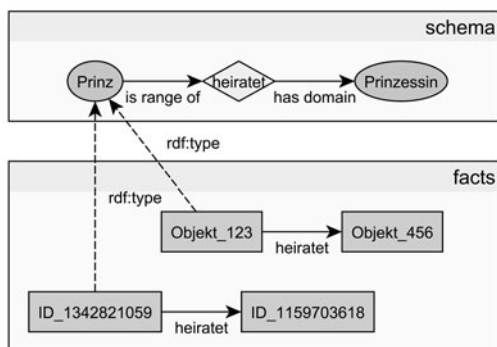 schema
Prinz
heiratet
Prinzessin
is range of
has domain
rdf:type
rdf:type
facts
Objekt_123
Objekt_456
heiratet
ID_1342821059
ID_1159703618
heiratet